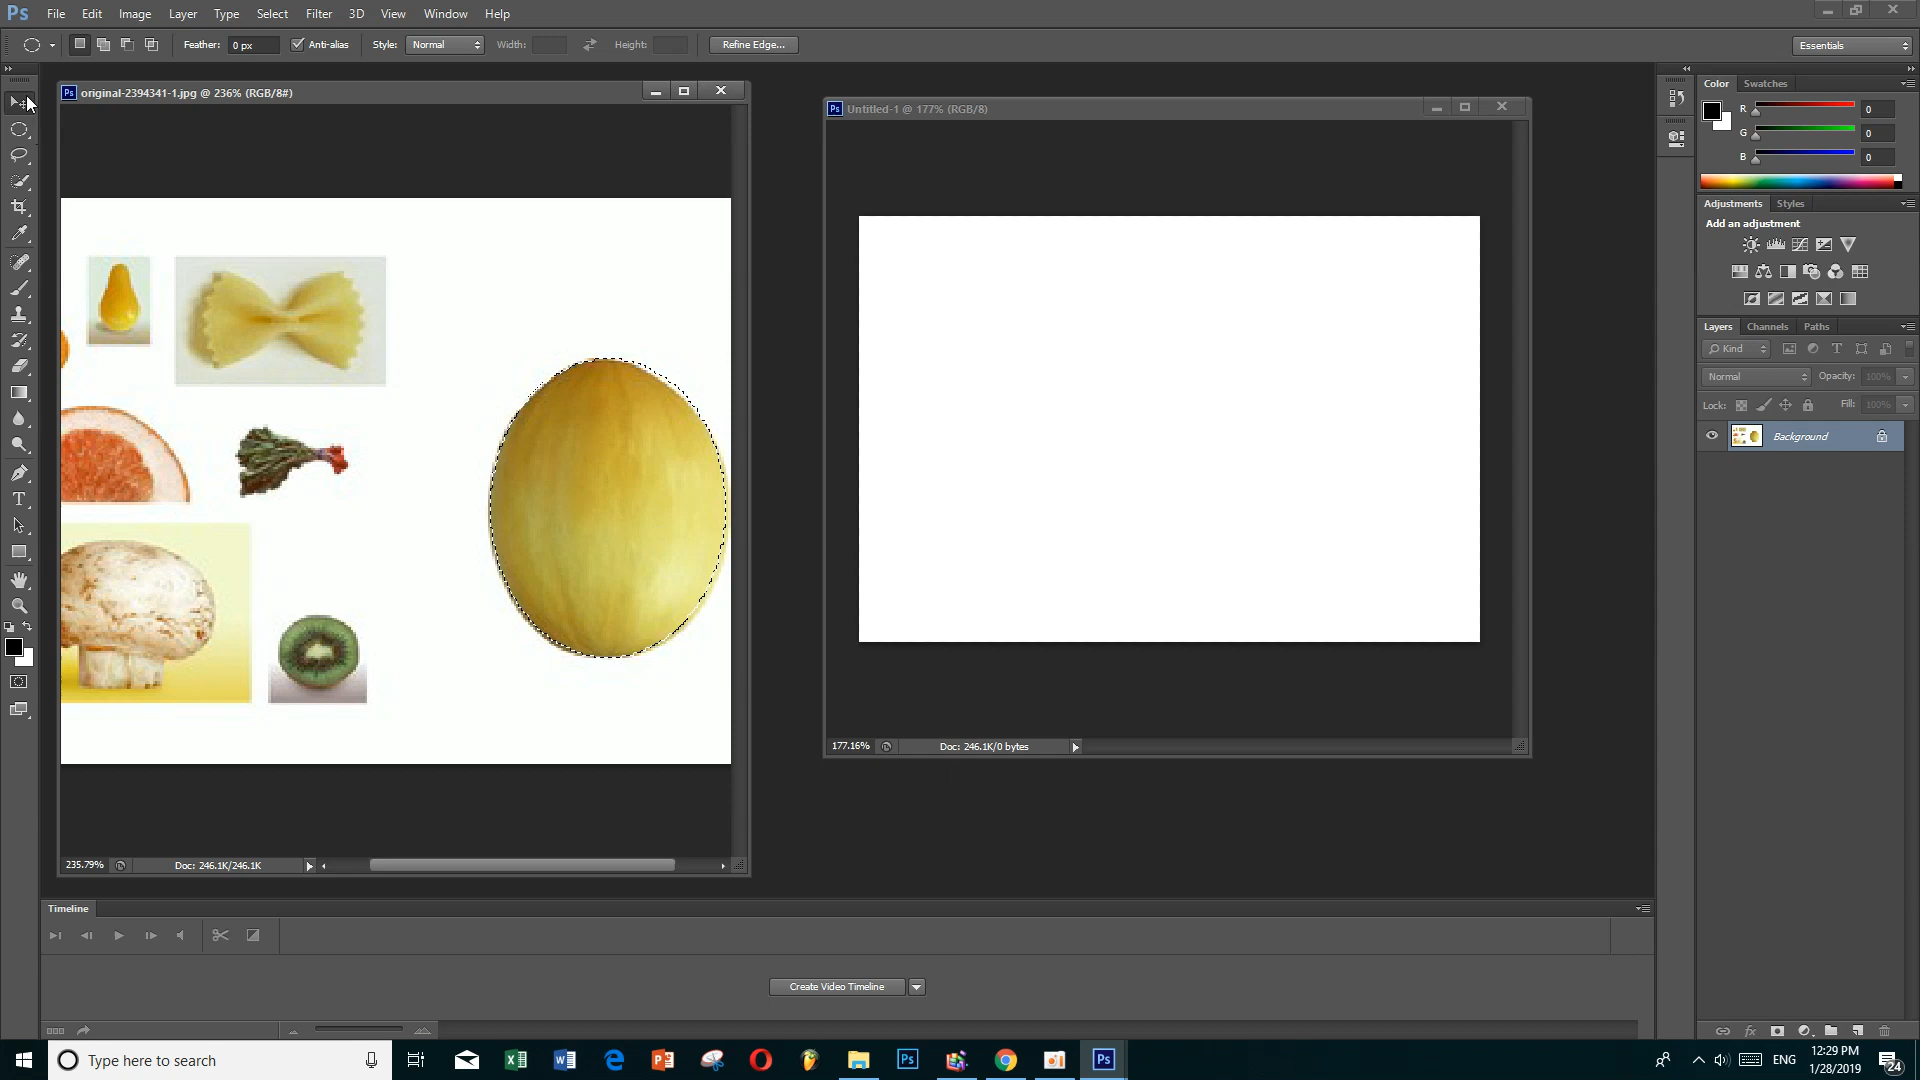 Ps File Edit Image Layer Type Select Filter 3D View Window Help
Feather: 0 px Anti-alias Style: Normal Width: Height: Refine Edge... Essentials
Ps original-2394341-1.jpg @ 236% (RGB/8#)
Ps Untitled-1 @ 177% (RGB/8)
Color Swatches
R 0
G 0
B 0
Adjustments Styles
Add an adjustment
Layers Channels Paths
Kind
Normal Opacity: 100%
Lock: Fill: 100%
Background
T
177.16% Doc: 246.1K/0 bytes
235.79% Doc: 246.1K/246.1K
Timeline
Create Video Timeline
fx
Type here to search
ENG
12:29 PM
1/28/2019
24